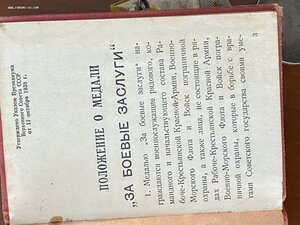 Утверждено Указом Президиума
Верховного Совета СССР
от 17 октября 1938 г.
ПОЛОЖЕНИЕ О МЕДАЛИ
„ЗА БОЕВЫЕ ЗАСЛУГИ“
1. Медалью „За боевые заслуги“ на-
граждаются военнослужащие рядового, ко-
мандного и начальствующего состава Ра-
боче-Крестьянской Красной Армии, Военно-
Морского Флота и Войск пограничной
охраны, а также лица, не состоящие в ря-
дах Рабоче-Крестьянской Красной Армии,
Военно-Морского Флота и Войск погра-
ничной охраны, которые в борьбе с вра-
гами Советского государства своими уме-
3